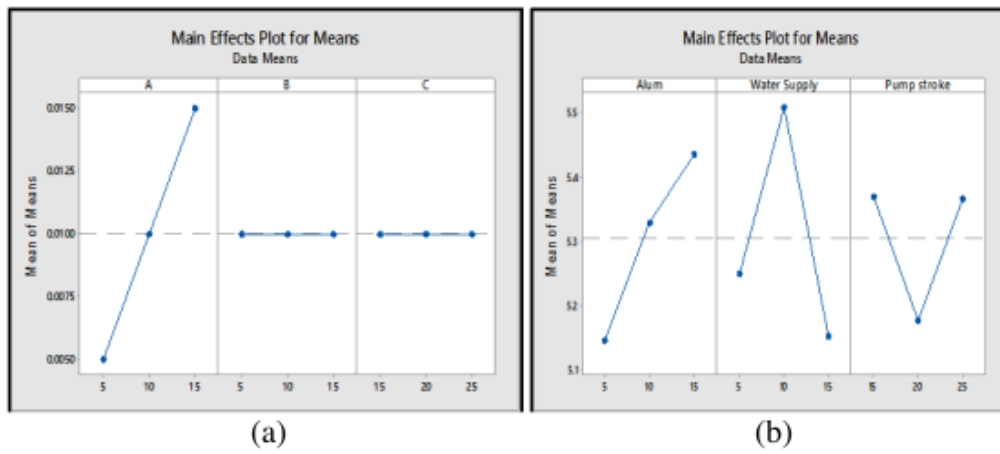 Main Effects Plot for Means
Data Means
A B C
Mean of Means
0.0150
0.0125
0.0100
0.0075
0.0050
5 10 15 5 10 15 15 20 25
(a)
Main Effects Plot for Means
Data Means
Alum Water Supply Pump stroke
Mean of Means
5.5
5.4
5.3
5.2
5.1
5 10 15 5 10 15 15 20 25
(b)